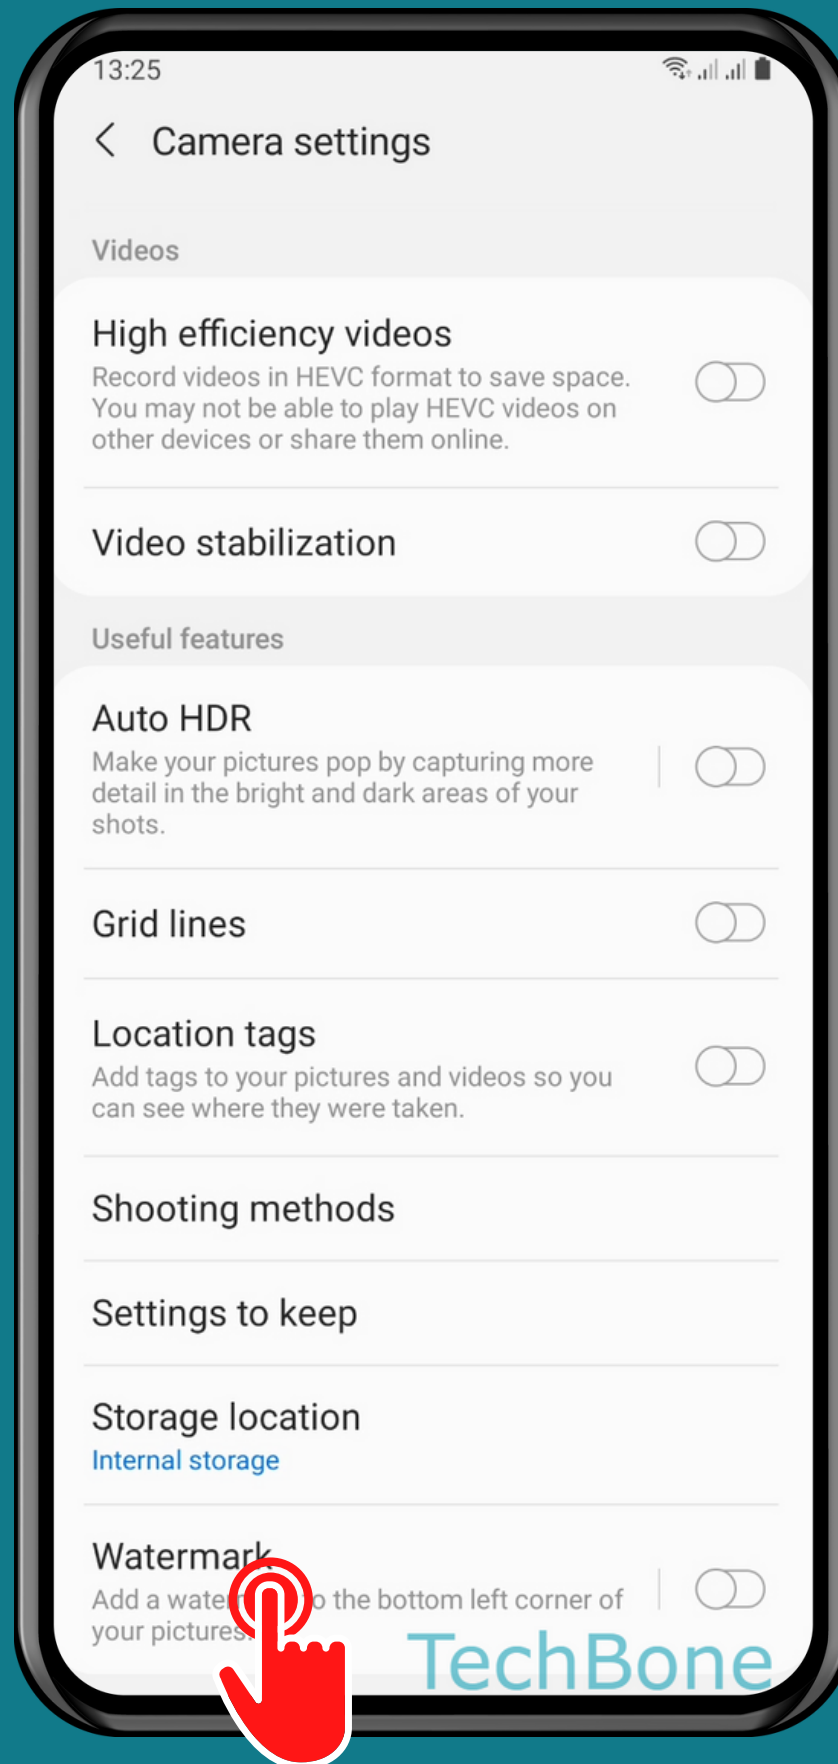 13:25
Camera settings
Videos
High efficiency videos
Record videos in HEVC format to save space.
You may not be able to play HEVC videos on
other devices or share them online.
Video stabilization
Useful features
Auto HDR
Make your pictures pop by capturing more
detail in the bright and dark areas of your
shots.
Grid lines
Location tags
Add tags to your pictures and videos so you
can see where they were taken.
Shooting methods
Settings to keep
Storage location
Internal storage
Watermark
Add a the bottom left corner of
your pictures.
TechBone